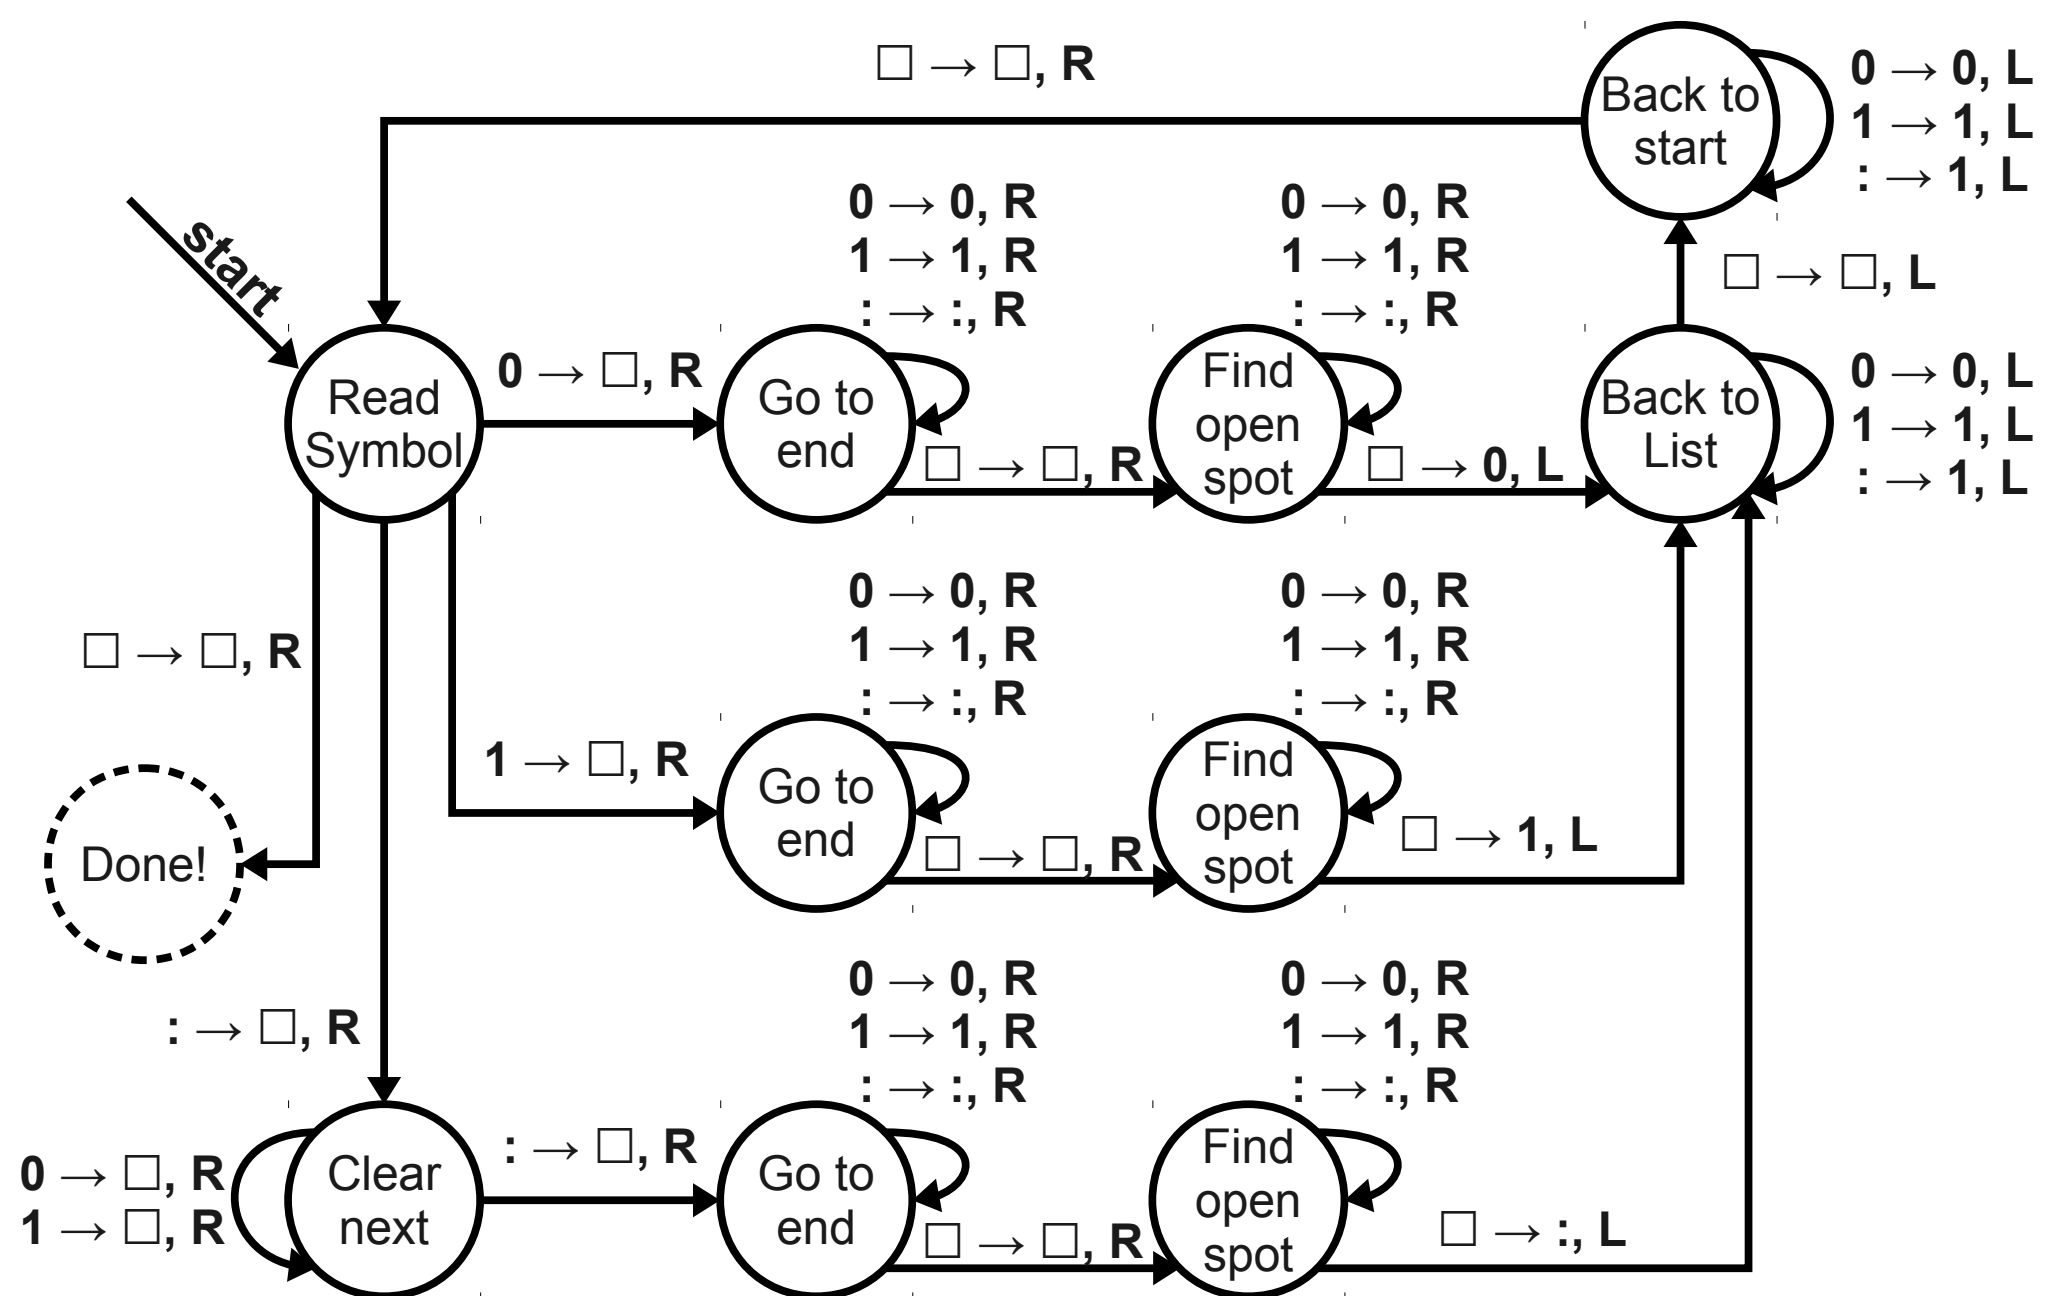 □ → □, R
Back to
start
0 → 0, L
1 → 1, L
: → 1, L
start
0 → 0, R
1 → 1, R
: → :, R
0 → 0, R
1 → 1, R
: → :, R
□ → □, L
Read
Symbol
0 → □, R
Go to
end
□ → □, R
Find
open
spot
□ → 0, L
Back to
List
0 → 0, L
1 → 1, L
: → 1, L
□ → □, R
0 → 0, R
1 → 1, R
: → :, R
0 → 0, R
1 → 1, R
: → :, R
1 → □, R
Go to
end
□ → □, R
Find
open
spot
□ → 1, L
Done!
: → □, R
0 → 0, R
1 → 1, R
: → :, R
0 → 0, R
1 → 1, R
: → :, R
0 → □, R
1 → □, R
Clear
next
: → □, R
Go to
end
□ → □, R
Find
open
spot
□ → :, L